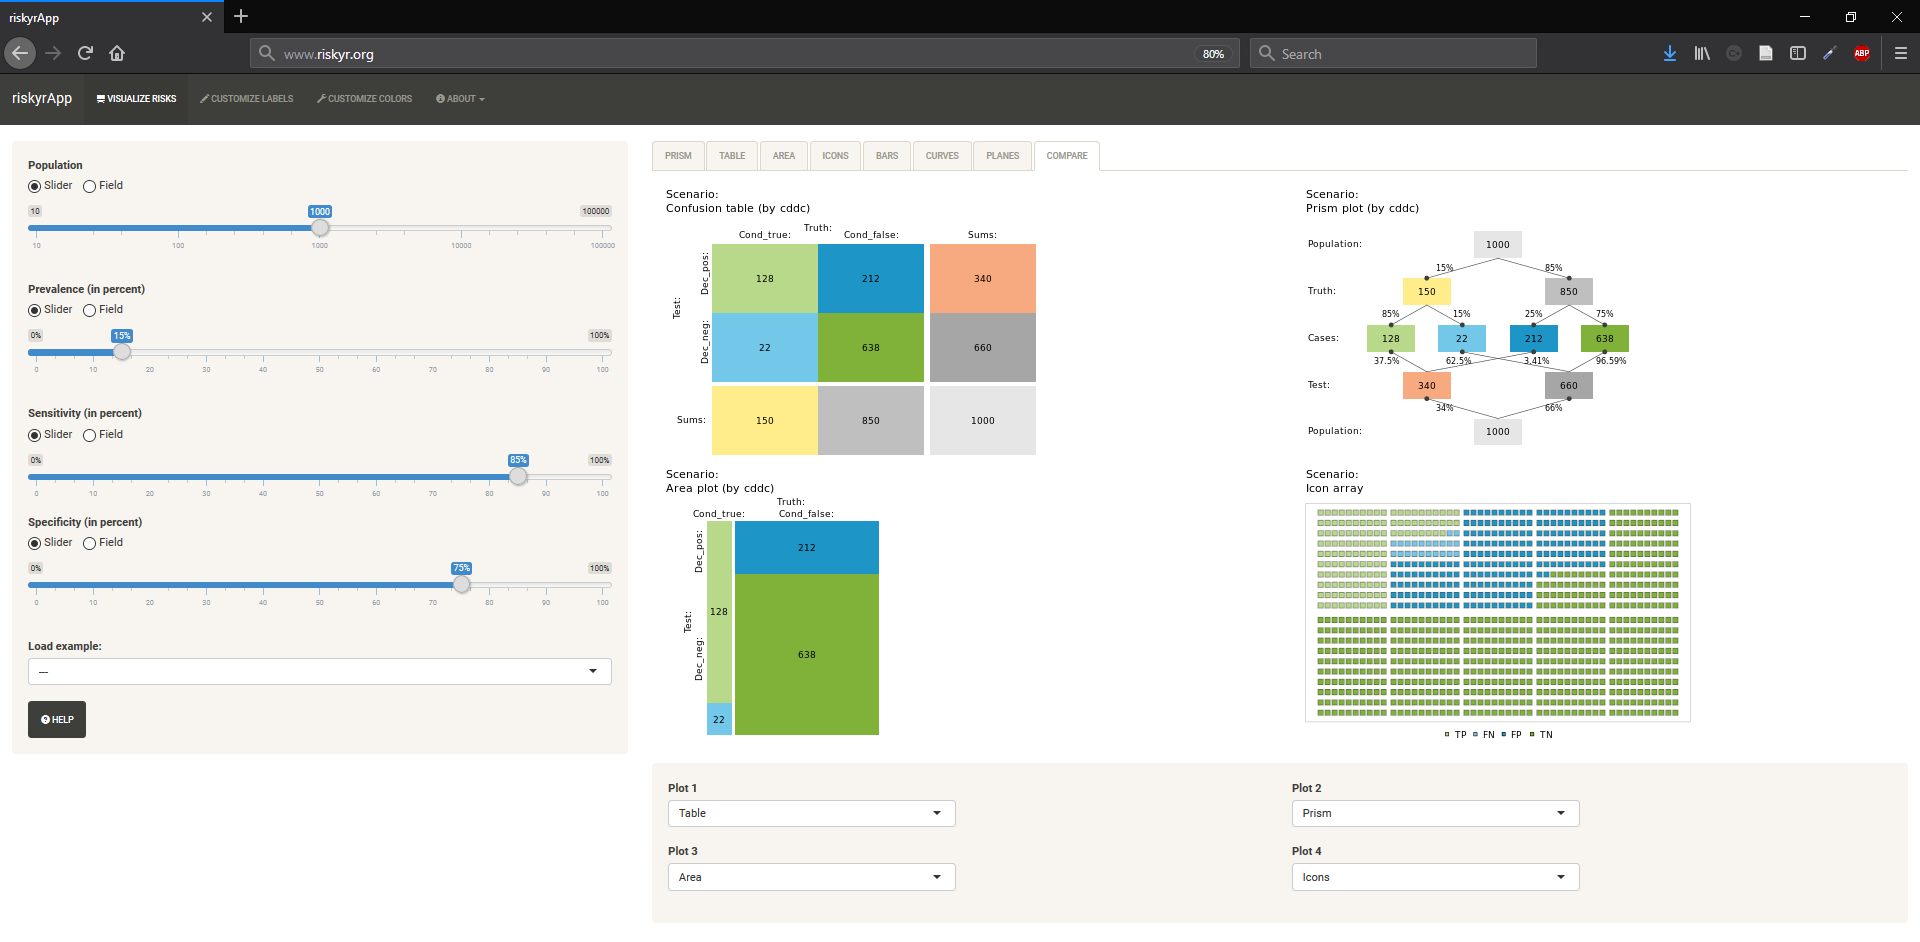 riskyrApp
www.riskyr.org
80%
Search
ABP
riskyrApp
VISUALIZE RISKS
CUSTOMIZE LABELS
CUSTOMIZE COLORS
ABOUT
Population
Slider Field
10 1000 100000
10 100 1000 10000 100000
Prevalence (in percent)
Slider Field
0% 15% 100%
0 10 20 30 40 50 60 70 80 90 100
Sensitivity (in percent)
Slider Field
0% 85% 100%
0 10 20 30 40 50 60 70 80 90 100
Specificity (in percent)
Slider Field
0% 75% 100%
0 10 20 30 40 50 60 70 80 90 100
Load example:
---
HELP
PRISM TABLE AREA ICONS BARS CURVES PLANES COMPARE
Scenario:
Confusion table (by cddc)
Truth:
Cond_true: Cond_false: Sums:
Test:
Dec_pos:
128 212 340
Dec_neg:
22 638 660
Sums: 150 850 1000
Scenario:
Prism plot (by cddc)
Population: 1000
15% 85%
Truth: 150 850
85% 15% 25% 75%
Cases: 128 22 212 638
37.5% 62.5% 3.41% 96.59%
Test: 340 660
34% 66%
Population: 1000
Scenario:
Area plot (by cddc)
Truth:
Cond_true: Cond_false:
Test:
Dec_pos:
Dec_neg:
212
128
638
22
Scenario:
Icon array
TP FN FP TN
Plot 1
Table
Plot 2
Prism
Plot 3
Area
Plot 4
Icons